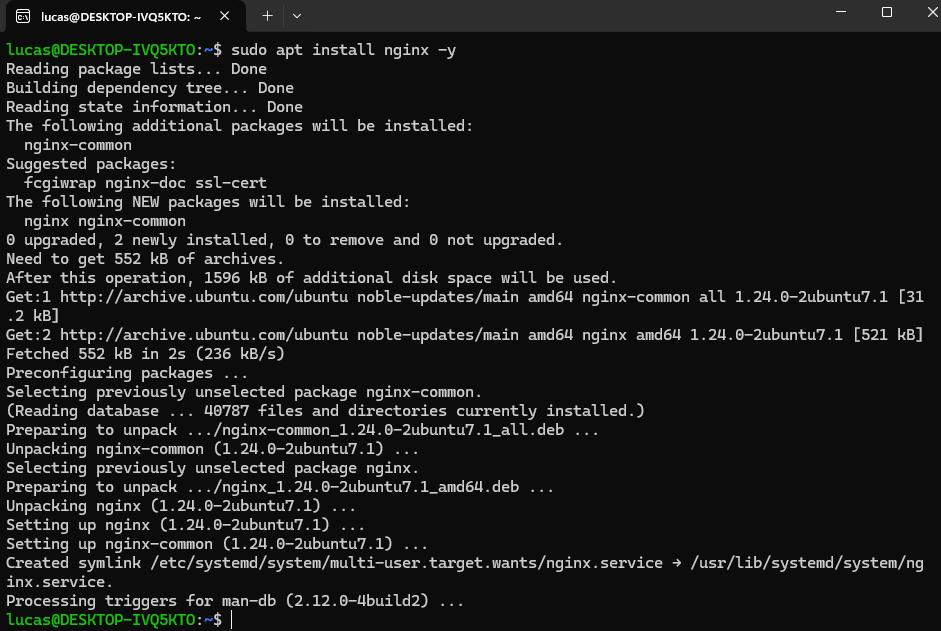 lucas@DESKTOP-IVQ5KTO: ~
lucas@DESKTOP-IVQ5KTO:~$ sudo apt install nginx -y
Reading package lists... Done
Building dependency tree... Done
Reading state information... Done
The following additional packages will be installed:
  nginx-common
Suggested packages:
  fcgiwrap nginx-doc ssl-cert
The following NEW packages will be installed:
  nginx nginx-common
0 upgraded, 2 newly installed, 0 to remove and 0 not upgraded.
Need to get 552 kB of archives.
After this operation, 1596 kB of additional disk space will be used.
Get:1 http://archive.ubuntu.com/ubuntu noble-updates/main amd64 nginx-common all 1.24.0-2ubuntu7.1 [31
.2 kB]
Get:2 http://archive.ubuntu.com/ubuntu noble-updates/main amd64 nginx amd64 1.24.0-2ubuntu7.1 [521 kB]
Fetched 552 kB in 2s (236 kB/s)
Preconfiguring packages ...
Selecting previously unselected package nginx-common.
(Reading database ... 40787 files and directories currently installed.)
Preparing to unpack .../nginx-common_1.24.0-2ubuntu7.1_all.deb ...
Unpacking nginx-common (1.24.0-2ubuntu7.1) ...
Selecting previously unselected package nginx.
Preparing to unpack .../nginx_1.24.0-2ubuntu7.1_amd64.deb ...
Unpacking nginx (1.24.0-2ubuntu7.1) ...
Setting up nginx (1.24.0-2ubuntu7.1) ...
Setting up nginx-common (1.24.0-2ubuntu7.1) ...
Created symlink /etc/systemd/system/multi-user.target.wants/nginx.service → /usr/lib/systemd/system/ng
inx.service.
Processing triggers for man-db (2.12.0-4build2) ...
lucas@DESKTOP-IVQ5KTO:~$